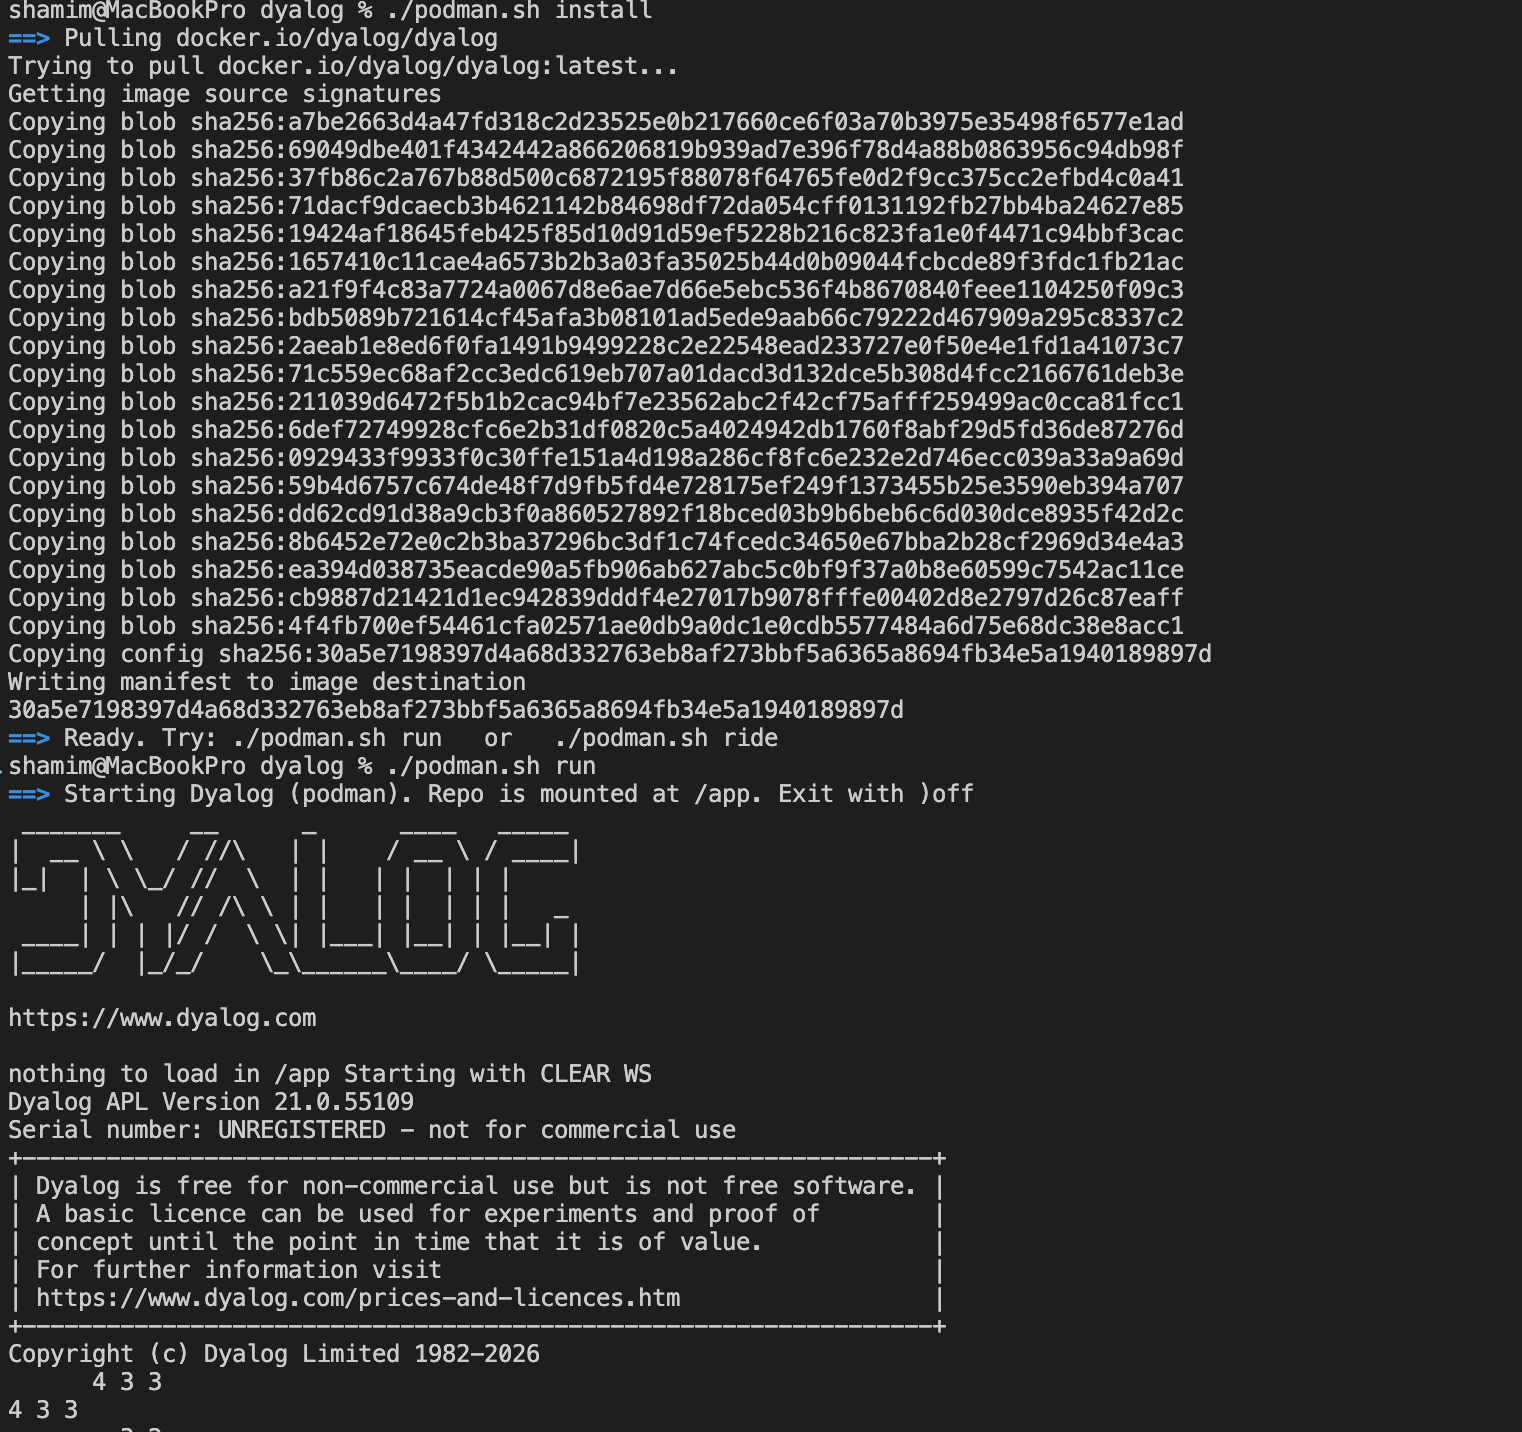 shamim@MacBookPro dyalog % ./podman.sh install
==> Pulling docker.io/dyalog/dyalog
Trying to pull docker.io/dyalog/dyalog:latest...
Getting image source signatures
Copying blob sha256:a7be2663d4a47fd318c2d23525e0b217660ce6f03a70b3975e35498f6577e1ad
Copying blob sha256:69049dbe401f4342442a866206819b939ad7e396f78d4a88b0863956c94db98f
Copying blob sha256:37fb86c2a767b88d500c6872195f88078f64765fe0d2f9cc375cc2efbd4c0a41
Copying blob sha256:71dacf9dcaecb3b4621142b84698df72da054cff0131192fb27bb4ba24627e85
Copying blob sha256:19424af18645feb425f85d10d91d59ef5228b216c823fa1e0f4471c94bbf3cac
Copying blob sha256:1657410c11cae4a6573b2b3a03fa35025b44d0b09044fcbcde89f3fdc1fb21ac
Copying blob sha256:a21f9f4c83a7724a0067d8e6ae7d66e5ebc536f4b8670840feee1104250f09c3
Copying blob sha256:bdb5089b721614cf45afa3b08101ad5ede9aab66c79222d467909a295c8337c2
Copying blob sha256:2aeab1e8ed6f0fa1491b9499228c2e22548ead233727e0f50e4e1fd1a41073c7
Copying blob sha256:71c559ec68af2cc3edc619eb707a01dacd3d132dce5b308d4fcc2166761deb3e
Copying blob sha256:211039d6472f5b1b2cac94bf7e23562abc2f42cf75afff259499ac0cca81fcc1
Copying blob sha256:6def72749928cfc6e2b31df0820c5a4024942db1760f8abf29d5fd36de87276d
Copying blob sha256:0929433f9933f0c30ffe151a4d198a286cf8fc6e232e2d746ecc039a33a9a69d
Copying blob sha256:59b4d6757c674de48f7d9fb5fd4e728175ef249f1373455b25e3590eb394a707
Copying blob sha256:dd62cd91d38a9cb3f0a860527892f18bced03b9b6beb6c6d030dce8935f42d2c
Copying blob sha256:8b6452e72e0c2b3ba37296bc3df1c74fcedc34650e67bba2b28cf2969d34e4a3
Copying blob sha256:ea394d038735eacde90a5fb906ab627abc5c0bf9f37a0b8e60599c7542ac11ce
Copying blob sha256:cb9887d21421d1ec942839dddf4e27017b9078fffe00402d8e2797d26c87eaff
Copying blob sha256:4f4fb700ef54461cfa02571ae0db9a0dc1e0cdb5577484a6d75e68dc38e8acc1
Copying config sha256:30a5e7198397d4a68d332763eb8af273bbf5a6365a8694fb34e5a1940189897d
Writing manifest to image destination
30a5e7198397d4a68d332763eb8af273bbf5a6365a8694fb34e5a1940189897d
==> Ready. Try: ./podman.sh run   or   ./podman.sh ride
shamim@MacBookPro dyalog % ./podman.sh run
==> Starting Dyalog (podman). Repo is mounted at /app. Exit with )off
DYALOG
https://www.dyalog.com
nothing to load in /app Starting with CLEAR WS
Dyalog APL Version 21.0.55109
Serial number: UNREGISTERED - not for commercial use
+-----------------------------------------------------------------+
| Dyalog is free for non-commercial use but is not free software. |
| A basic licence can be used for experiments and proof of        |
| concept until the point in time that it is of value.            |
| For further information visit                                   |
| https://www.dyalog.com/prices-and-licences.htm                  |
+-----------------------------------------------------------------+
Copyright (c) Dyalog Limited 1982-2026
      4 3 3
4 3 3